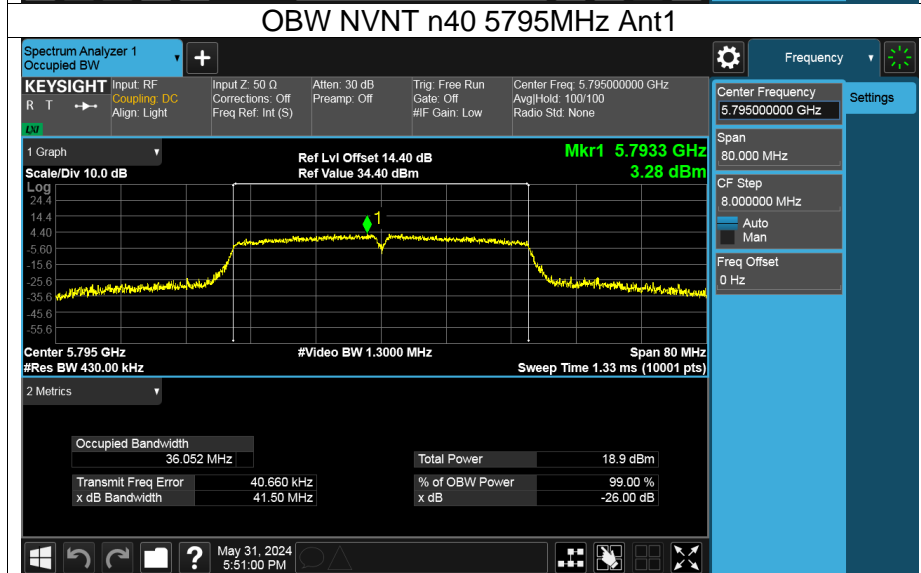 OBW NVNT n40 5795MHz Ant1
Spectrum Analyzer 1
Occupied BW
+
Frequency
KEYSIGHT
R T
LXI
Input: RF
Coupling: DC
Align: Light
Input Z: 50 Ω
Corrections: Off
Freq Ref: Int (S)
Atten: 30 dB
Preamp: Off
Trig: Free Run
Gate: Off
#IF Gain: Low
Center Freq: 5.795000000 GHz
Avg|Hold: 100/100
Radio Std: None
Center Frequency
5.795000000 GHz
Settings
Span
80.000 MHz
CF Step
8.000000 MHz
Auto
Man
Freq Offset
0 Hz
1 Graph
Scale/Div 10.0 dB
Ref Lvl Offset 14.40 dB
Ref Value 34.40 dBm
Mkr1 5.7933 GHz
3.28 dBm
Log
24.4
14.4
4.40
-5.60
-15.6
-25.6
-35.6
-45.6
-55.6
1
Center 5.795 GHz
#Video BW 1.3000 MHz
Span 80 MHz
#Res BW 430.00 kHz
Sweep Time 1.33 ms (10001 pts)
2 Metrics
Occupied Bandwidth
36.052 MHz
Total Power 18.9 dBm
Transmit Freq Error 40.660 kHz
% of OBW Power 99.00 %
x dB Bandwidth 41.50 MHz
x dB -26.00 dB
?
May 31, 2024
5:51:00 PM